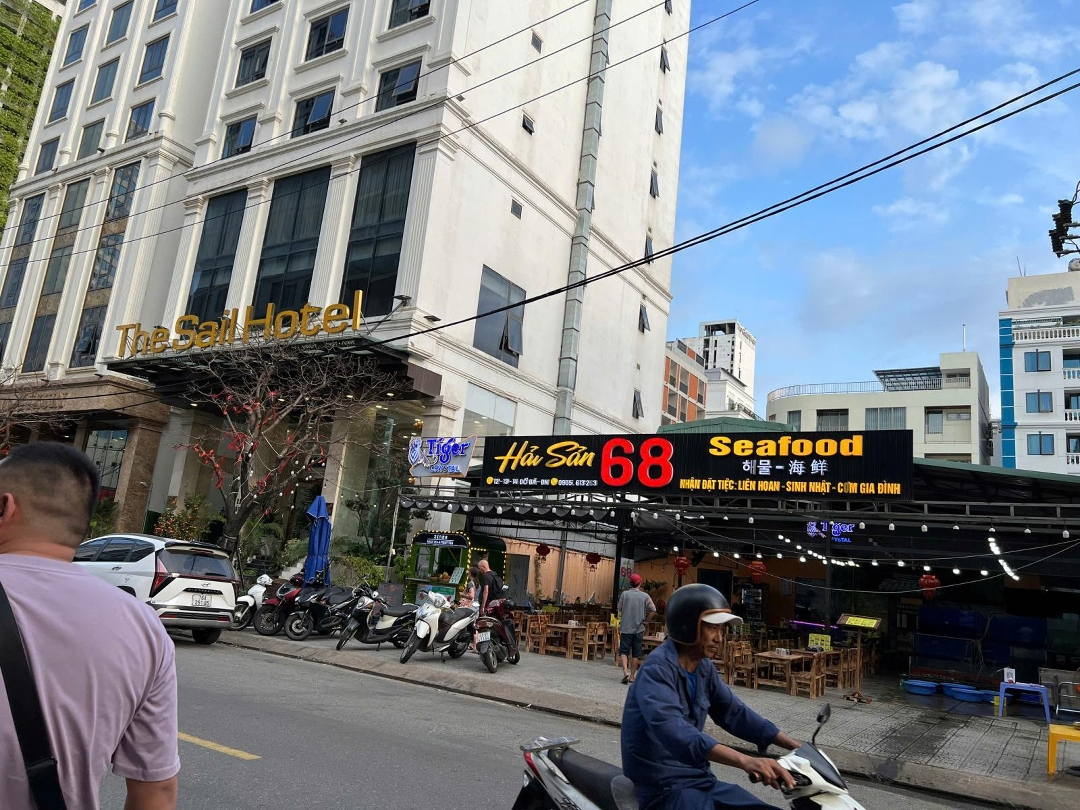 The Sail Hotel
Tiger
CRYSTAL
Hải Sản 68
Seafood
해물 - 海鮮
NHẬN ĐẶT TIỆC: LIÊN HOAN - SINH NHẬT - CƠM GIA ĐÌNH
Tiger
CRYSTAL
68